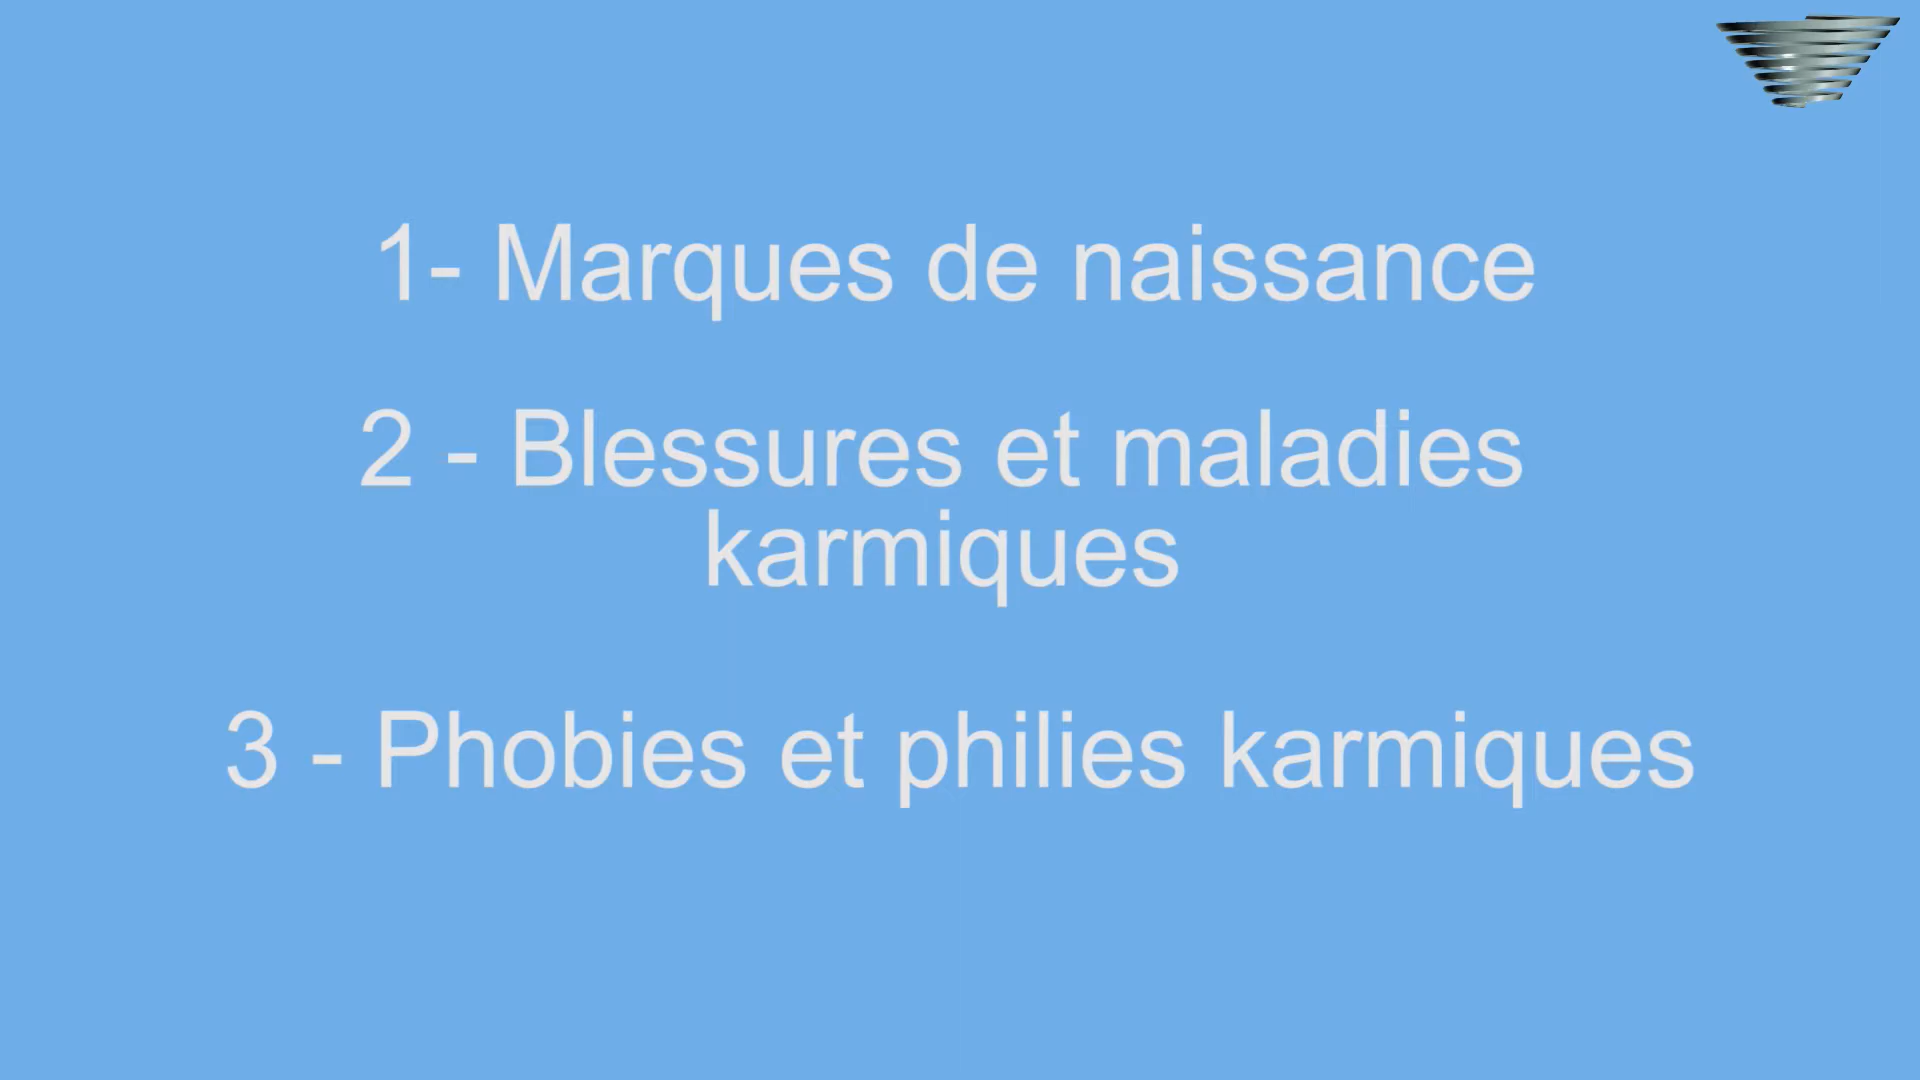 1- Marques de naissance
2 - Blessures et maladies
karmiques
3 - Phobies et philies karmiques